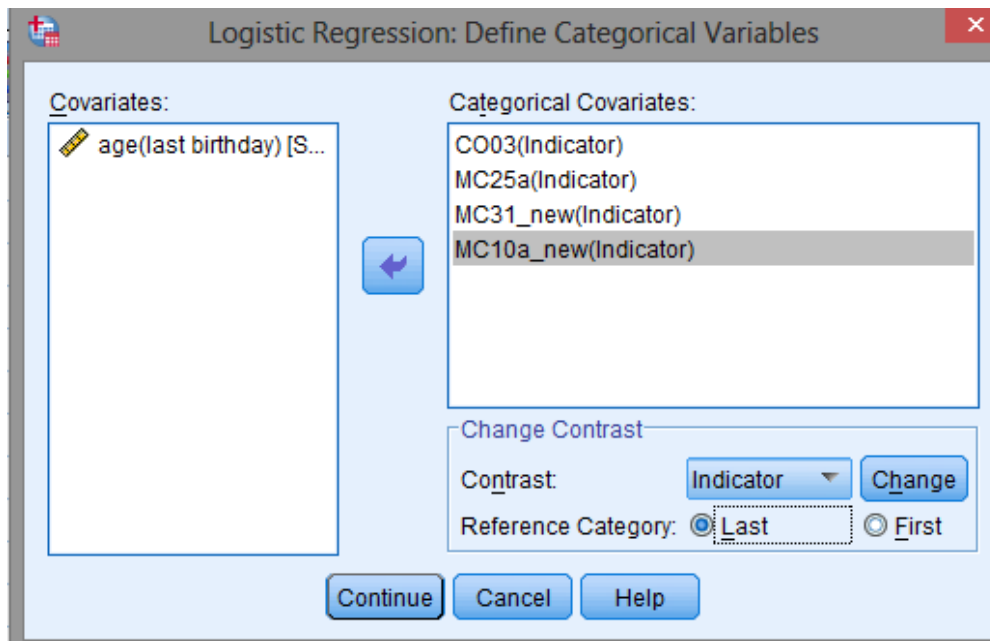 Logistic Regression: Define Categorical Variables
Covariates:
age(last birthday) [S...
Categorical Covariates:
CO03(Indicator)
MC25a(Indicator)
MC31_new(Indicator)
MC10a_new(Indicator)
Change Contrast
Contrast: Indicator Change
Reference Category: Last First
Continue Cancel Help